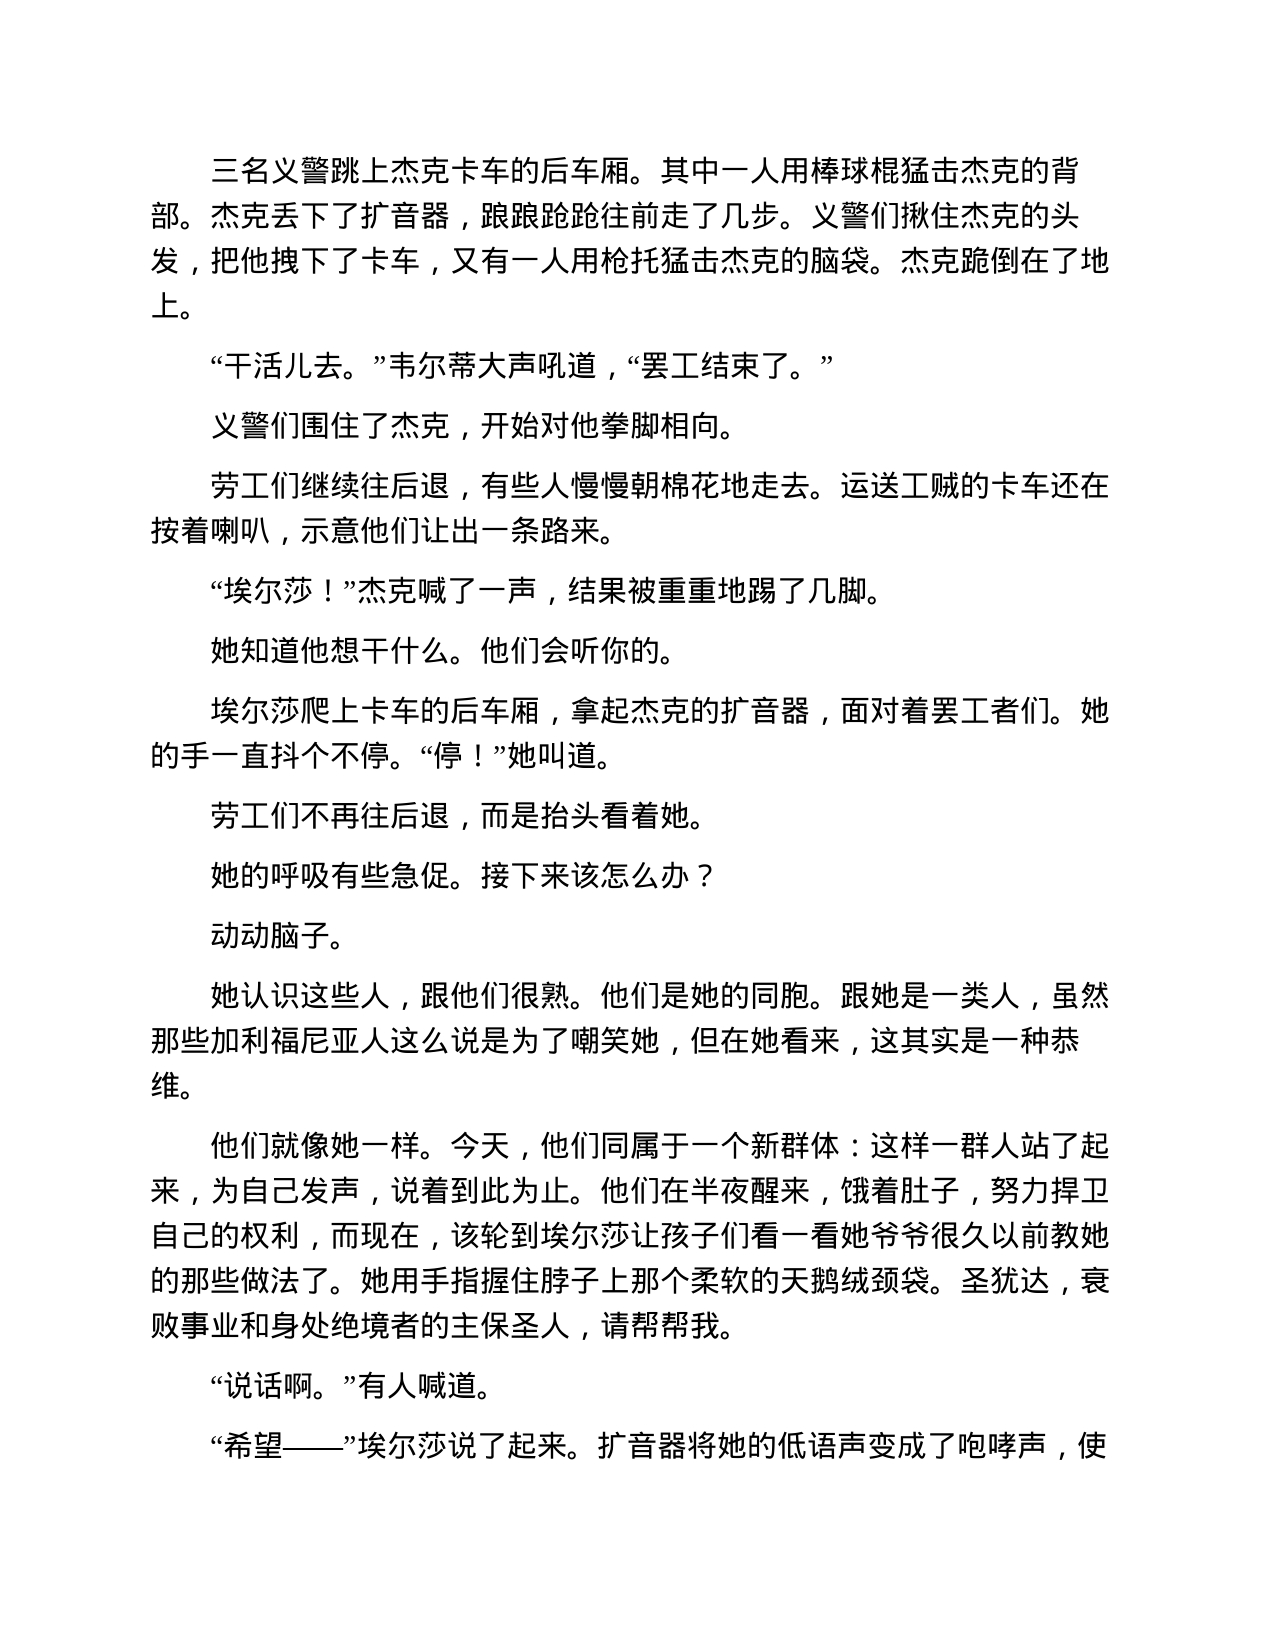 三名义警跳上杰克卡车的后车厢。其中一人用棒球棍猛击杰克的背
部。杰克丢下了扩音器，踉踉跄跄往前走了几步。义警们揪住杰克的头
发，把他拽下了卡车，又有一人用枪托猛击杰克的脑袋。杰克跪倒在了地
上。
“干活儿去。”韦尔蒂大声吼道，“罢工结束了。”
义警们围住了杰克，开始对他拳脚相向。
劳工们继续往后退，有些人慢慢朝棉花地走去。运送工贼的卡车还在
按着喇叭，示意他们让出一条路来。
“埃尔莎！”杰克喊了一声，结果被重重地踢了几脚。
她知道他想干什么。他们会听你的。
埃尔莎爬上卡车的后车厢，拿起杰克的扩音器，面对着罢工者们。她
的手一直抖个不停。“停！”她叫道。
劳工们不再往后退，而是抬头看着她。
她的呼吸有些急促。接下来该怎么办？
动动脑子。
她认识这些人，跟他们很熟。他们是她的同胞。跟她是一类人，虽然
那些加利福尼亚人这么说是为了嘲笑她，但在她看来，这其实是一种恭
维。
他们就像她一样。今天，他们同属于一个新群体：这样一群人站了起
来，为自己发声，说着到此为止。他们在半夜醒来，饿着肚子，努力捍卫
自己的权利，而现在，该轮到埃尔莎让孩子们看一看她爷爷很久以前教她
的那些做法了。她用手指握住脖子上那个柔软的天鹅绒颈袋。圣犹达，衰
败事业和身处绝境者的主保圣人，请帮帮我。
“说话啊。”有人喊道。
“希望——”埃尔莎说了起来。扩音器将她的低语声变成了咆哮声，使